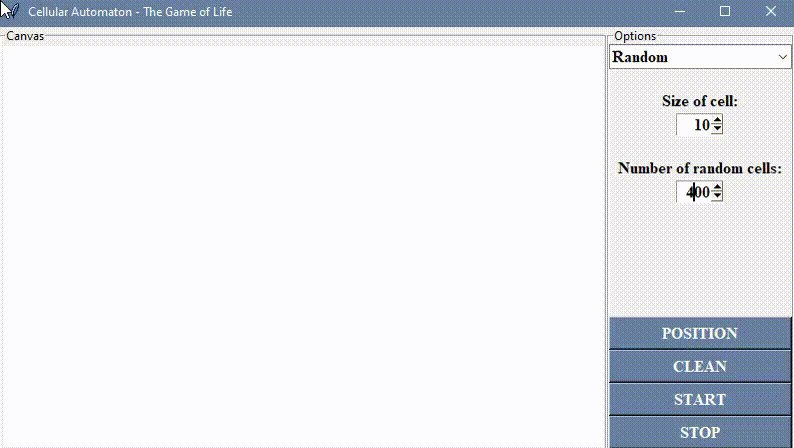 Cellular Automaton - The Game of Life
Canvas
Options
Random
Size of cell:
10
Number of random cells:
400
POSITION
CLEAN
START
STOP